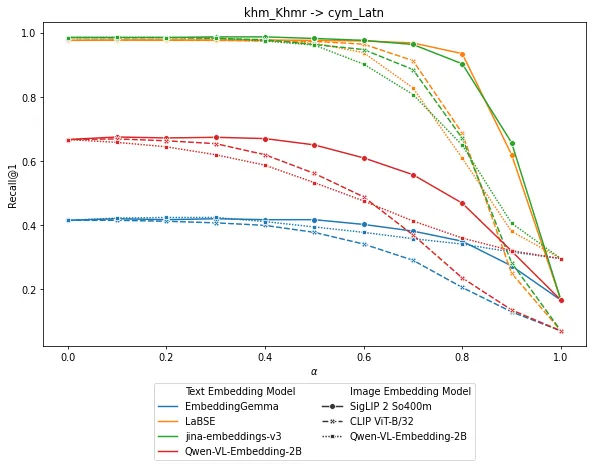 khm_Khmr -> cym_Latn
Recall@1
1.0
0.8
0.6
0.4
0.2
0.0 0.2 0.4 0.6 0.8 1.0
α
Text Embedding Model
EmbeddingGemma
LaBSE
jina-embeddings-v3
Qwen-VL-Embedding-2B
Image Embedding Model
SigLIP 2 So400m
CLIP ViT-B/32
Qwen-VL-Embedding-2B